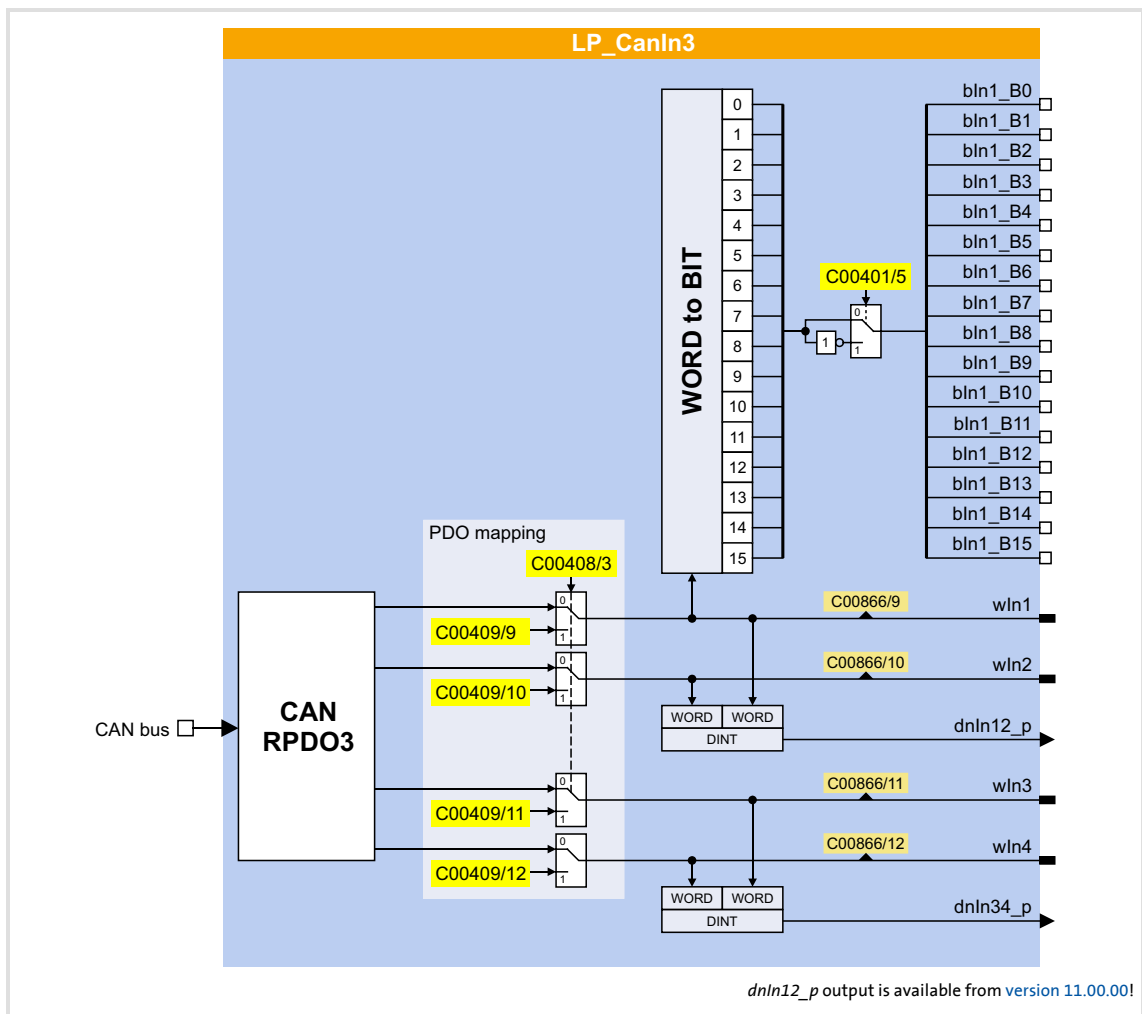 LP_CanIn3
bIn1_B0
0
bIn1_B1
1
bIn1_B2
2
bIn1_B3
3
bIn1_B4
4
bIn1_B5
5
C00401/5
bIn1_B6
6
WORD to BIT
bIn1_B7
7
0
bIn1_B8
8
1
1
bIn1_B9
9
bIn1_B10
10
bIn1_B11
11
bIn1_B12
12
bIn1_B13
13
bIn1_B14
14
bIn1_B15
15
PDO mapping
C00408/3
0
C00866/9
wIn1
C00409/9
1
0
C00866/10
wIn2
C00409/10
1
CAN
RPDO3
CAN bus
WORD WORD
DINT
dnIn12_p
0
C00866/11
wIn3
C00409/11
1
0
C00866/12
wIn4
C00409/12
1
WORD WORD
DINT
dnIn34_p
dnIn12_p output is available from version 11.00.00!